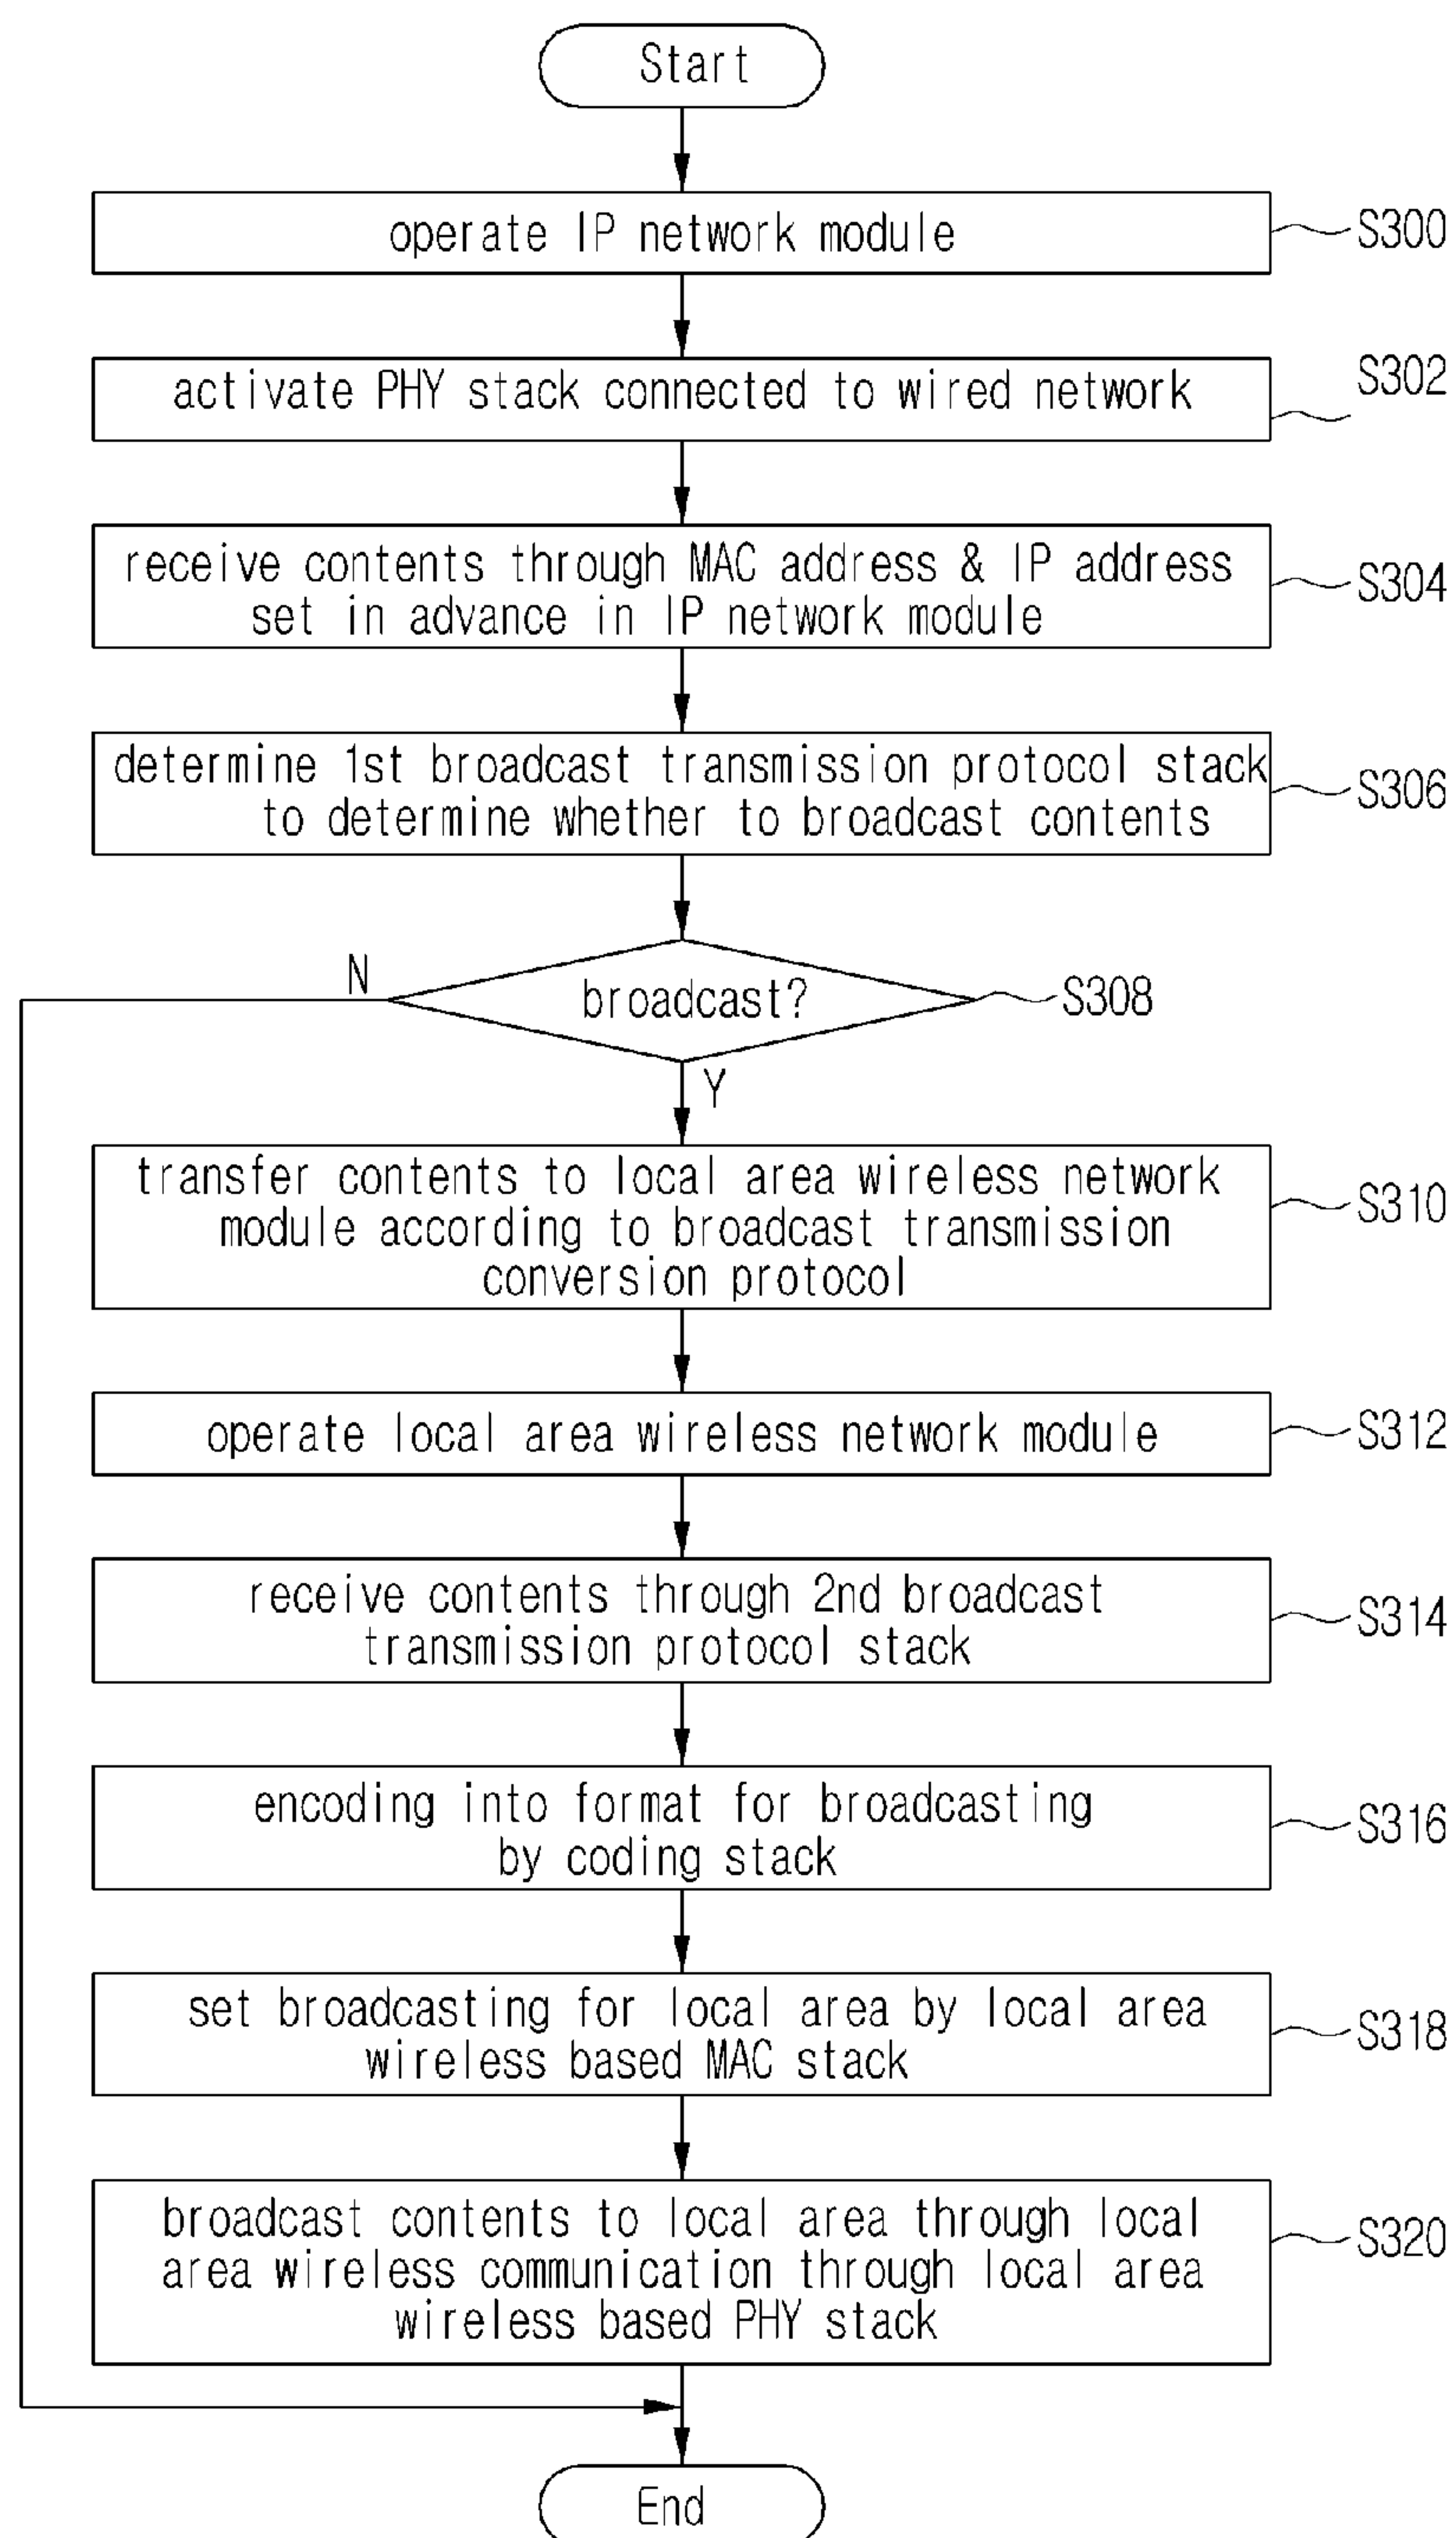 Start
operate IP network module
S300
activate PHY stack connected to wired network
S302
receive contents through MAC address & IP address
set in advance in IP network module
S304
determine 1st broadcast transmission protocol stack
to determine whether to broadcast contents
S306
N
broadcast?
S308
Y
transfer contents to local area wireless network
module according to broadcast transmission
conversion protocol
S310
operate local area wireless network module
S312
receive contents through 2nd broadcast
transmission protocol stack
S314
encoding into format for broadcasting
by coding stack
S316
set broadcasting for local area by local area
wireless based MAC stack
S318
broadcast contents to local area through local
area wireless communication through local area
wireless based PHY stack
S320
End